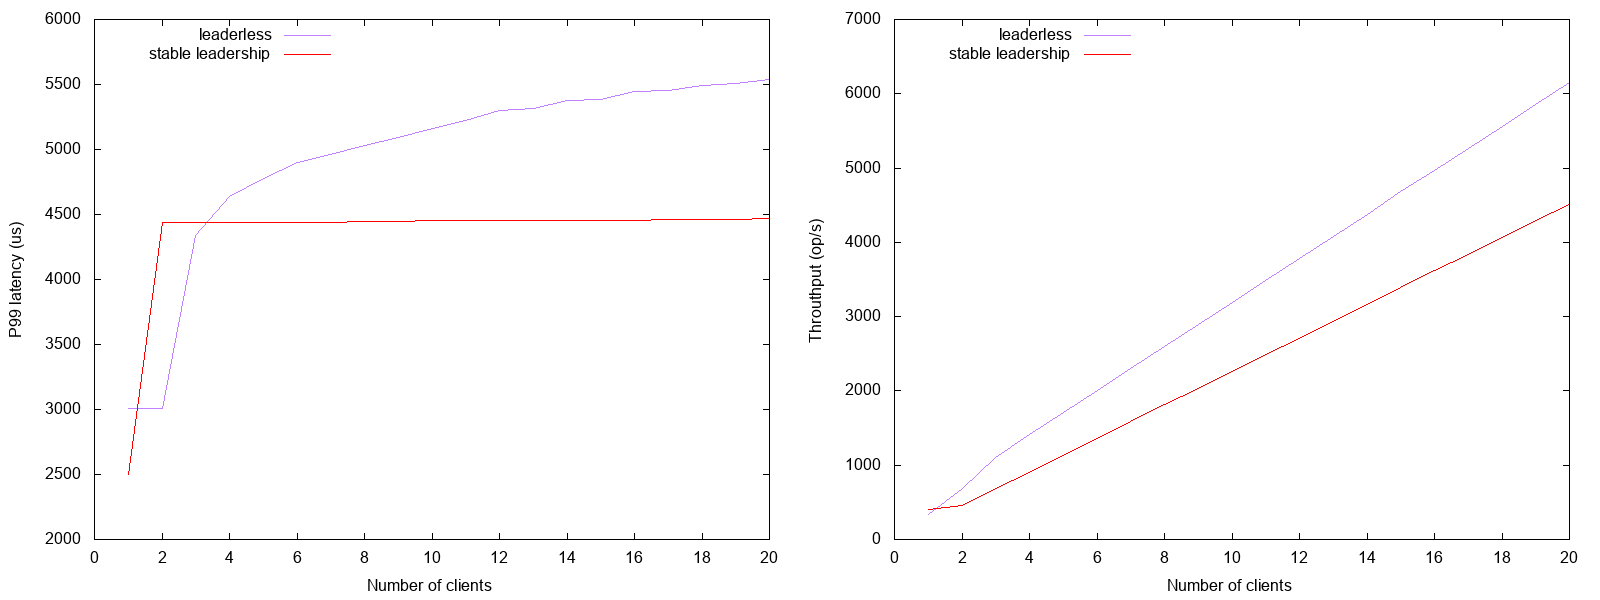 6000
5500
5000
4500
4000
3500
3000
2500
2000
P99 latency (us)
leaderless
stable leadership
0 2 4 6 8 10 12 14 16 18 20
Number of clients
7000
6000
5000
4000
3000
2000
1000
0
Throuthput (op/s)
leaderless
stable leadership
0 2 4 6 8 10 12 14 16 18 20
Number of clients